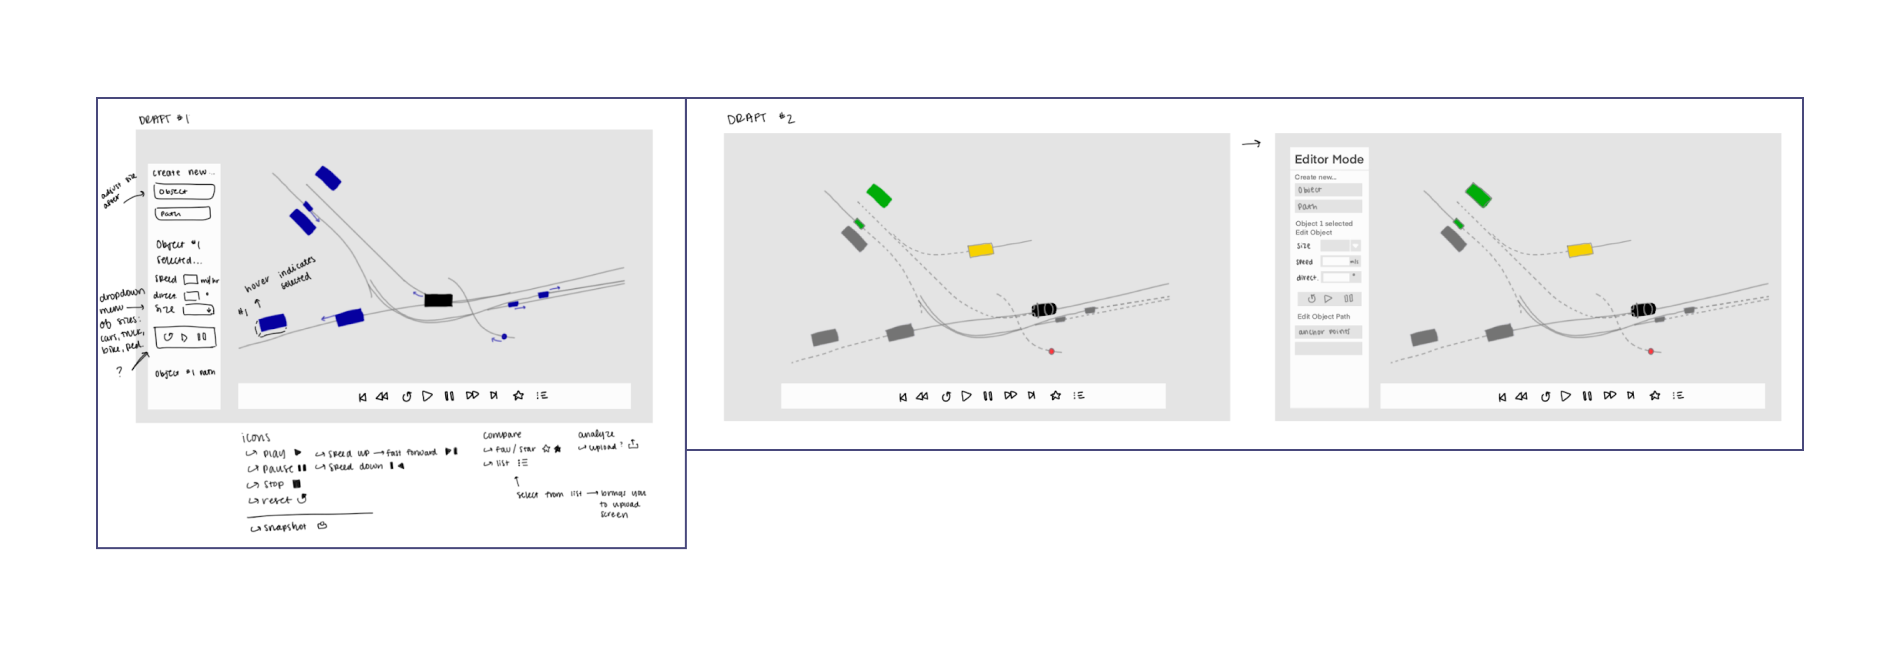 DRAFT #1
create new...
object
path
adjust size
after
Object #1
Selected...
speed mi/hr
direct. °
size
dropdown
menu
of sizes:
cars, truck,
bike, ped.
?
Object #1 path
hover indicates
selected
#1
icons
play
speed up → fast forward
pause
speed down
stop
reset
snapshot
compare
fav/star
list
select from list → brings you
to upload
screen
analyze
upload?
DRAFT #2
Editor Mode
Create new...
object
path
Object 1 selected
Edit Object
size
speed
direct. °
Edit Object Path
anchor points